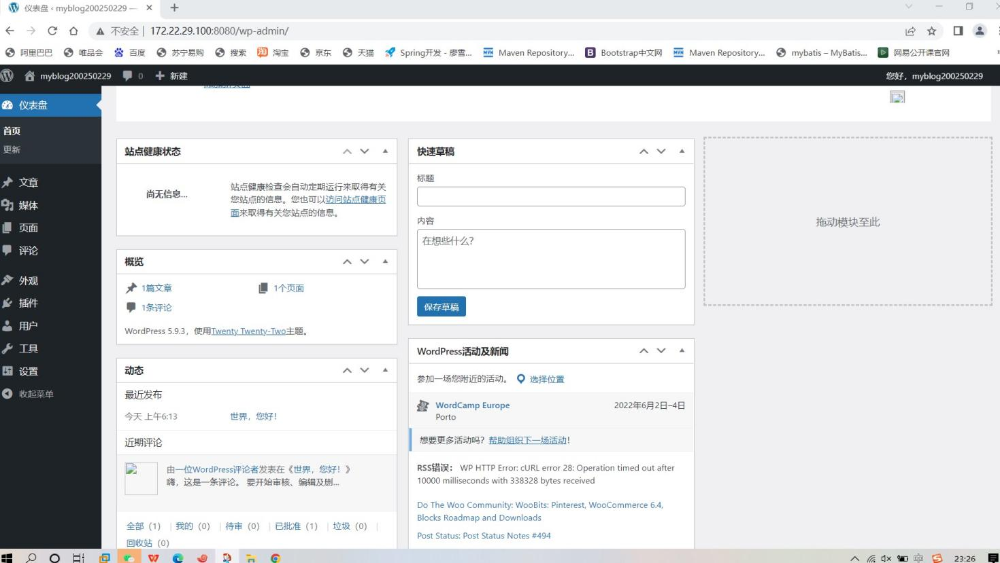 仪表盘 ‹ myblog200250229 —
不安全 | 172.22.29.100:8080/wp-admin/
阿里巴巴 唯品会 百度 苏宁易购 搜索 淘宝 京东 天猫 Spring开发 - 廖雪... Maven Repository... Bootstrap中文网 Maven Repository... mybatis – MyBatis... 网易公开课官网
myblog200250229 0 新建 您好，myblog200250229
仪表盘
首页
更新
文章
媒体
页面
评论
外观
插件
用户
工具
设置
收起菜单
站点健康状态
尚无信息...
站点健康检查会自动定期运行来取得有关
您站点的信息。您也可以访问站点健康页
面来取得有关您站点的信息。
概览
1篇文章 1个页面
1条评论
WordPress 5.9.3，使用Twenty Twenty-Two主题。
动态
最近发布
今天 上午6:13 世界，您好！
近期评论
由一位WordPress评论者发表在《世界，您好！》
嗨，这是一条评论。 要开始审核、编辑及删...
全部（1） | 我的（0） | 待审（0） | 已批准（1） | 垃圾（0） |
回收站（0）
快速草稿
标题
内容
在想些什么？
保存草稿
WordPress活动及新闻
参加一场您附近的活动。 选择位置
WordCamp Europe 2022年6月2日–4日
Porto
想要更多活动吗？帮助组织下一场活动！
RSS错误： WP HTTP Error: cURL error 28: Operation timed out after
10000 milliseconds with 338328 bytes received
Do The Woo Community: WooBits: Pinterest, WooCommerce 6.4,
Blocks Roadmap and Downloads
Post Status: Post Status Notes #494
拖动模块至此
23:26